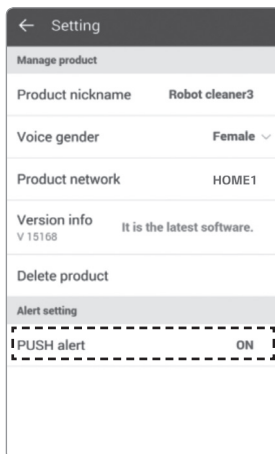 ← Setting
Manage product
Product nickname Robot cleaner3
Voice gender Female
Product network HOME1
Version info It is the latest software.
V 15168
Delete product
Alert setting
PUSH alert ON